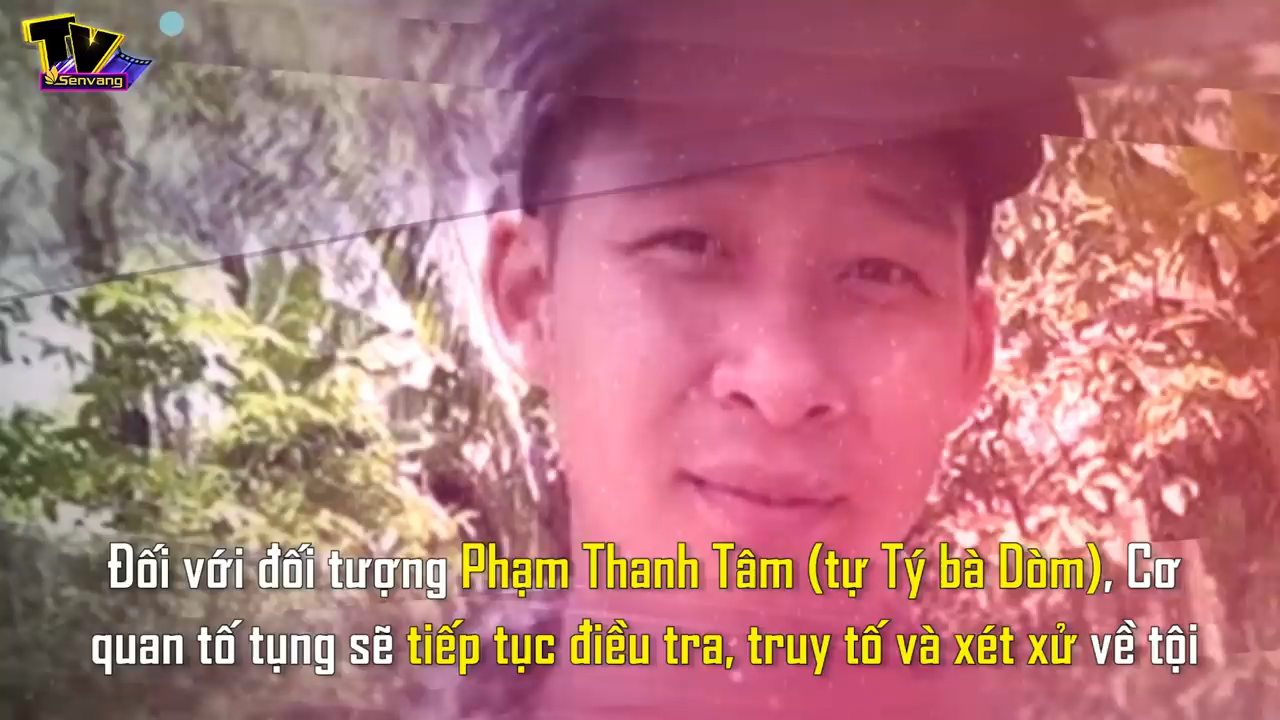 TV
Senvang
Đối với đối tượng Phạm Thanh Tâm (tự Tý bà Dòm), Cơ
quan tố tụng sẽ tiếp tục điều tra, truy tố và xét xử về tội